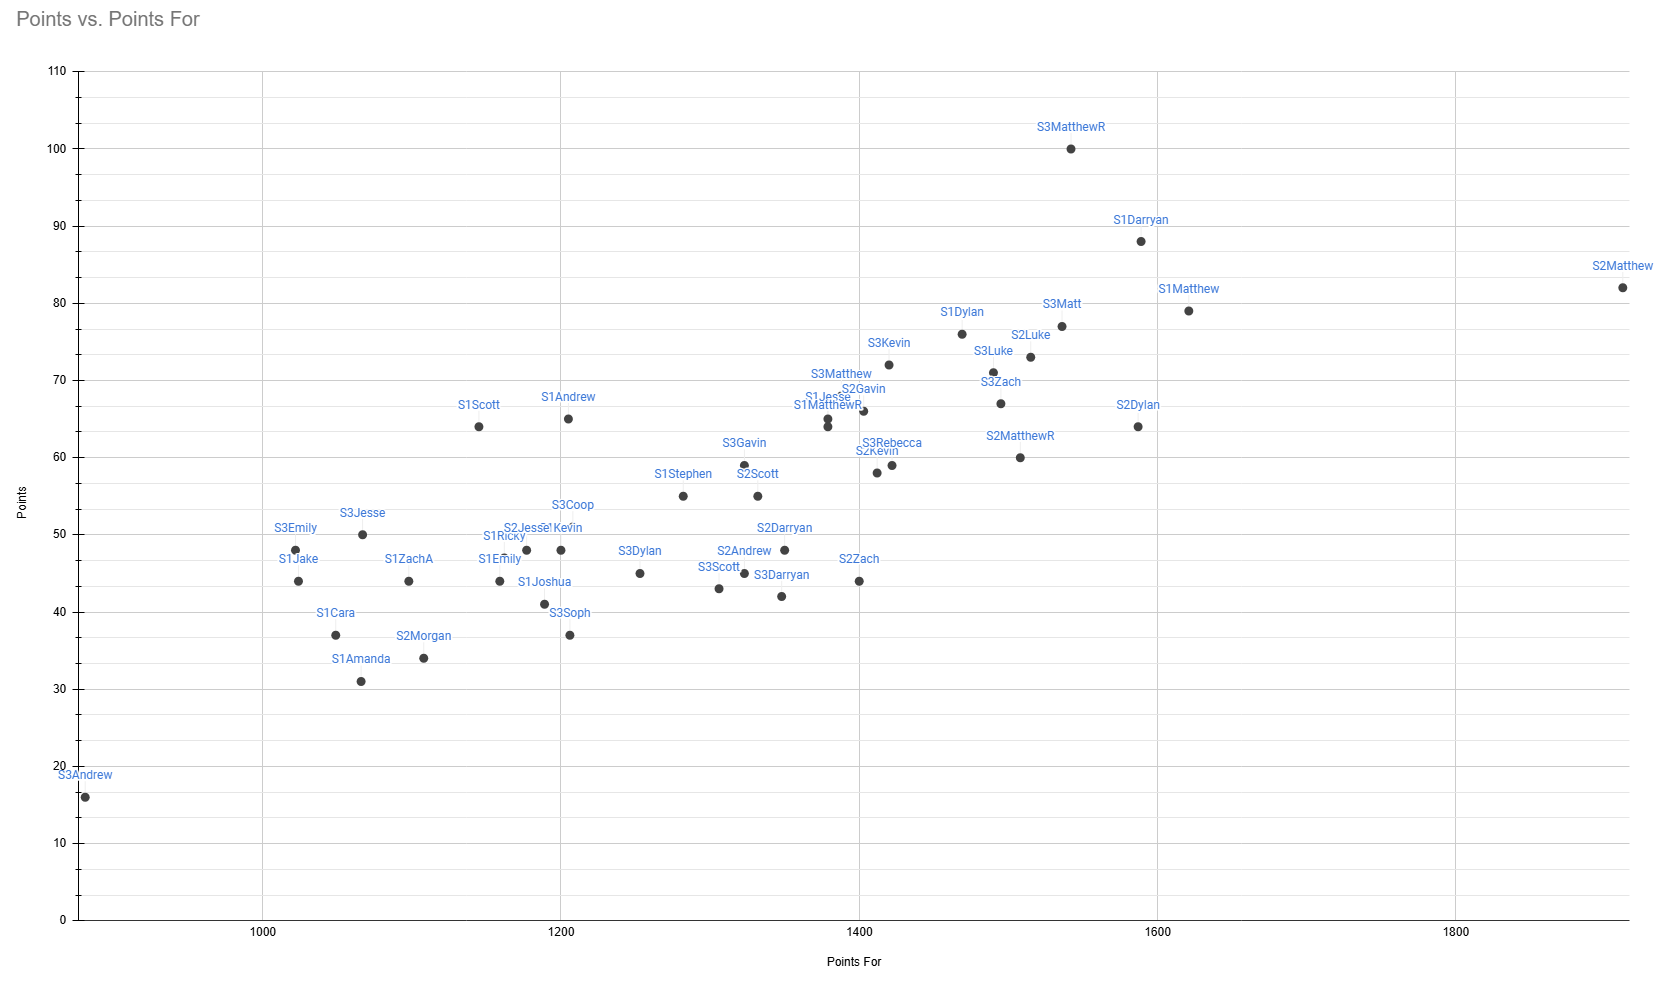 Points vs. Points For
110
S3MatthewR
100
S1Darryan
90
S2Matthew
S1Matthew
80
S3Matt
S1Dylan
S2Luke
S3Kevin
S3Luke
70
S3Matthew
S3Zach
S2Gavin
S1Jesse
S1Andrew
S1Scott
S1MatthewR
S2Dylan
S2MatthewR
S3Gavin
S3Rebecca
60
S2Kevin
S1Stephen
S2Scott
S3Coop
S3Jesse
50
S3Emily
S2Jesse
S1Kevin
S2Darryan
S1Ricky
S3Dylan
S2Andrew
S1Jake
S1ZachA
S1Emily
S2Zach
S3Scott
S3Darryan
S1Joshua
40
S1Cara
S3Soph
S2Morgan
S1Amanda
30
20
S3Andrew
10
0
1000
1200
1400
1600
1800
Points
Points For